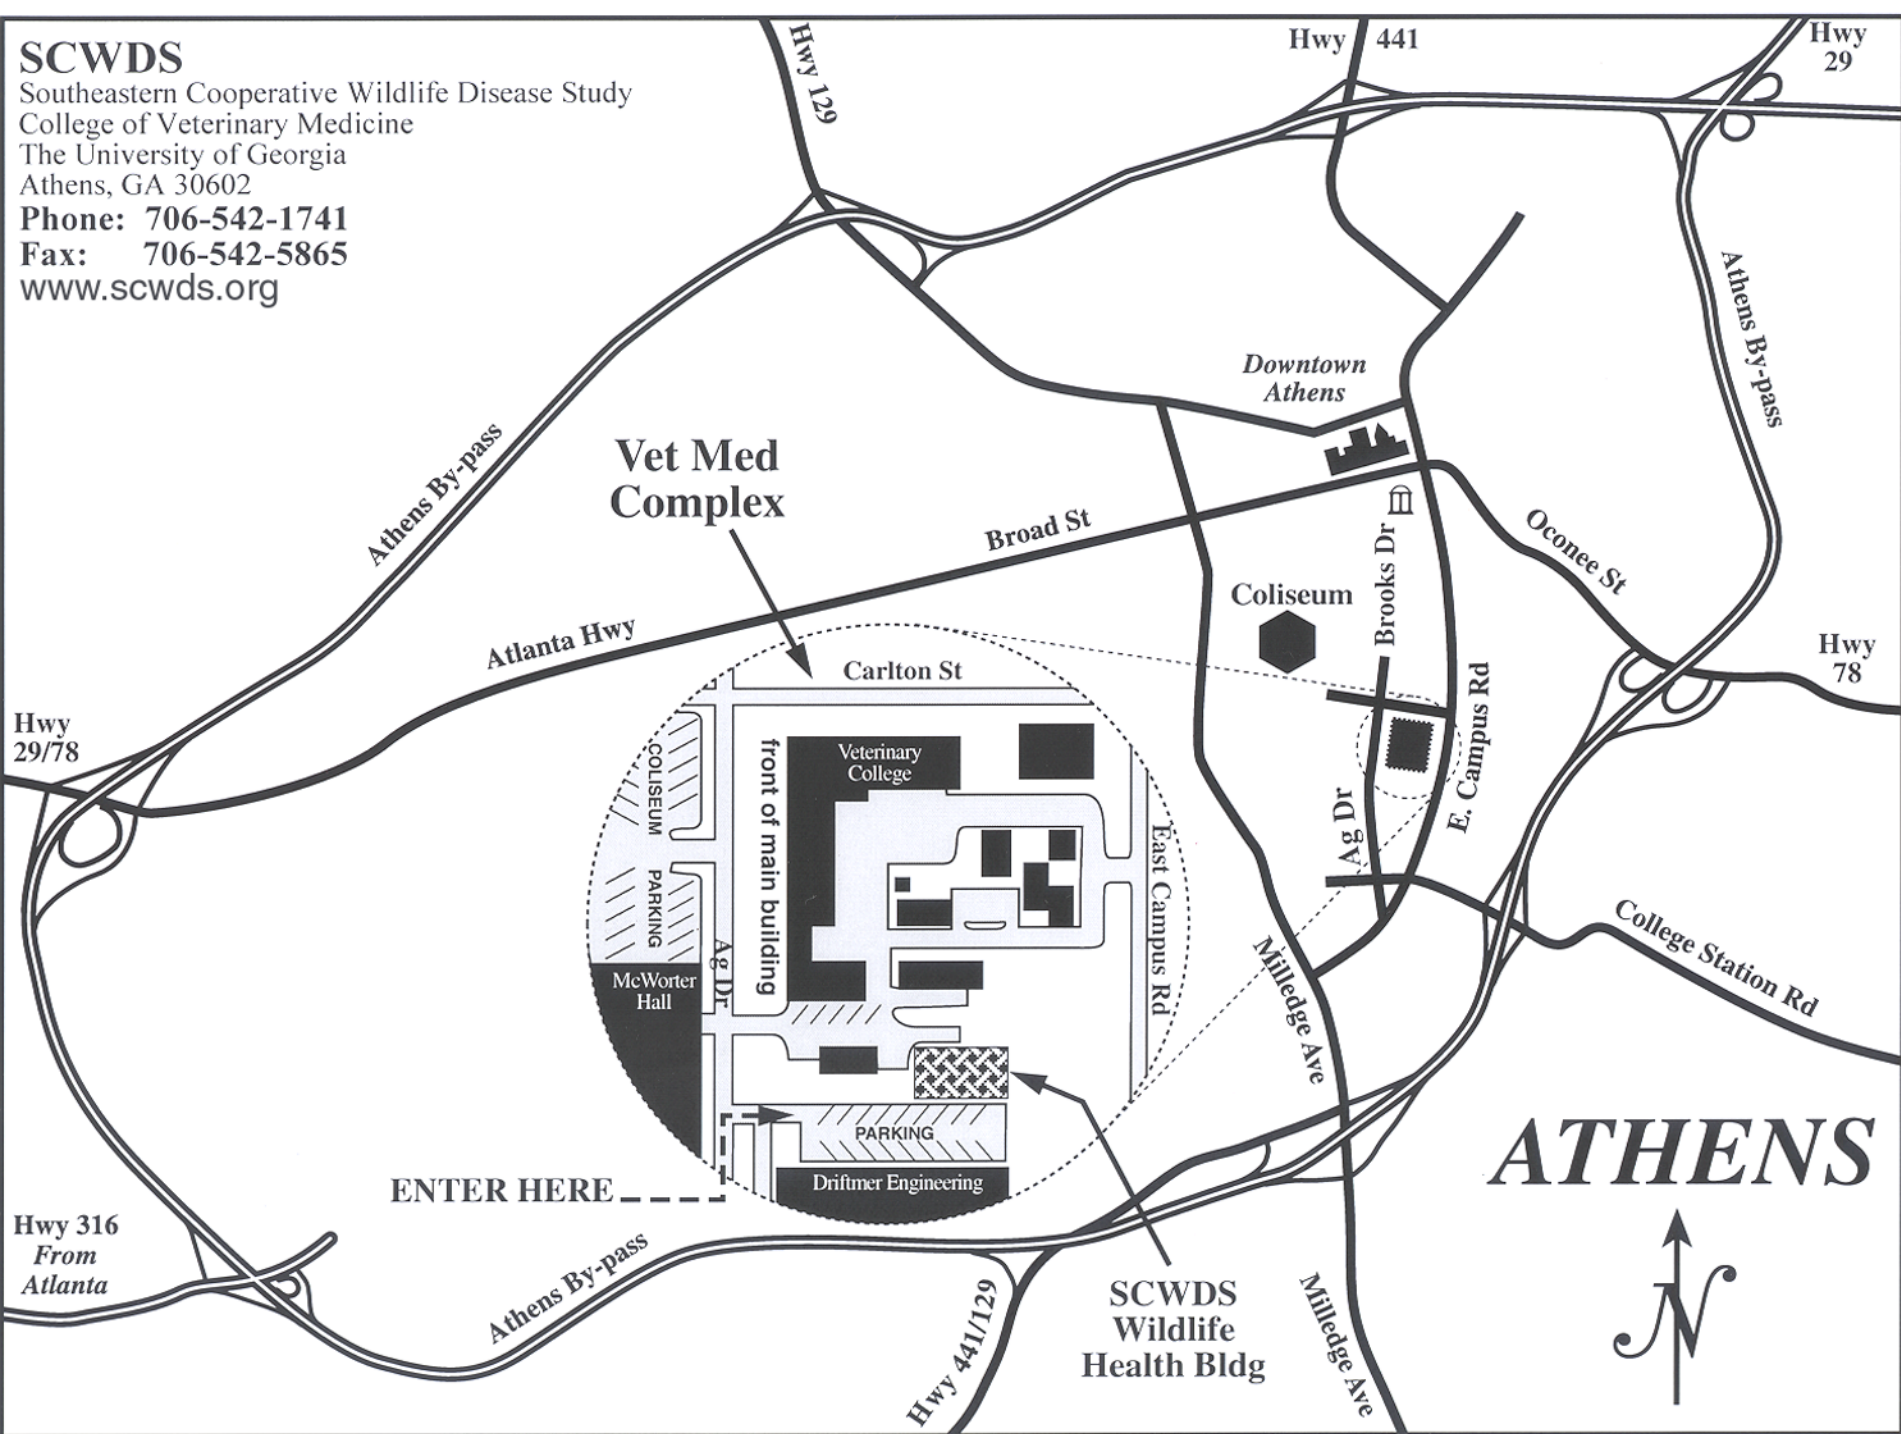 SCWDS
Southeastern Cooperative Wildlife Disease Study
College of Veterinary Medicine
The University of Georgia
Athens, GA 30602
Phone: 706-542-1741
Fax: 706-542-5865
www.scwds.org
Hwy 129
Hwy 441
Hwy
29
Athens By-pass
Downtown
Athens
Vet Med
Complex
Athens By-pass
Broad St
Oconee St
Brooks Dr
Coliseum
Atlanta Hwy
Hwy
78
Hwy
29/78
Carlton St
E. Campus Rd
Ag Dr
COLISEUM
PARKING
front of main building
Veterinary
College
East Campus Rd
Ag Dr
McWorter
Hall
College Station Rd
Milledge Ave
PARKING
Driftmer Engineering
ENTER HERE
ATHENS
N
Hwy 316
From
Atlanta
Athens By-pass
Hwy 441/129
SCWDS
Wildlife
Health Bldg
Milledge Ave